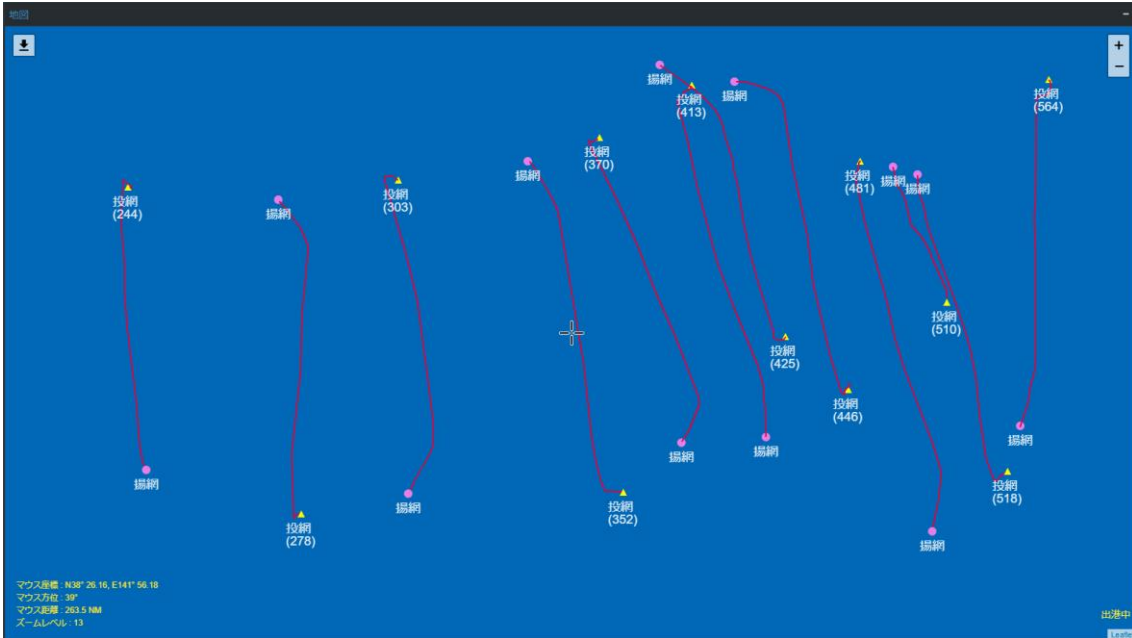 地図
揚網
投網
(413)
揚網
投網
(564)
投網
(370)
揚網
投網
(244)
揚網
投網
(303)
投網
(481)
揚網
揚網
投網
(510)
投網
(425)
投網
(446)
揚網
揚網
揚網
揚網
揚網
投網
(518)
投網
(352)
投網
(278)
揚網
マウス座標 : N38° 26.16, E141° 56.18
マウス方位 : 39°
マウス距離 : 263.5 NM
ズームレベル : 13
出港中